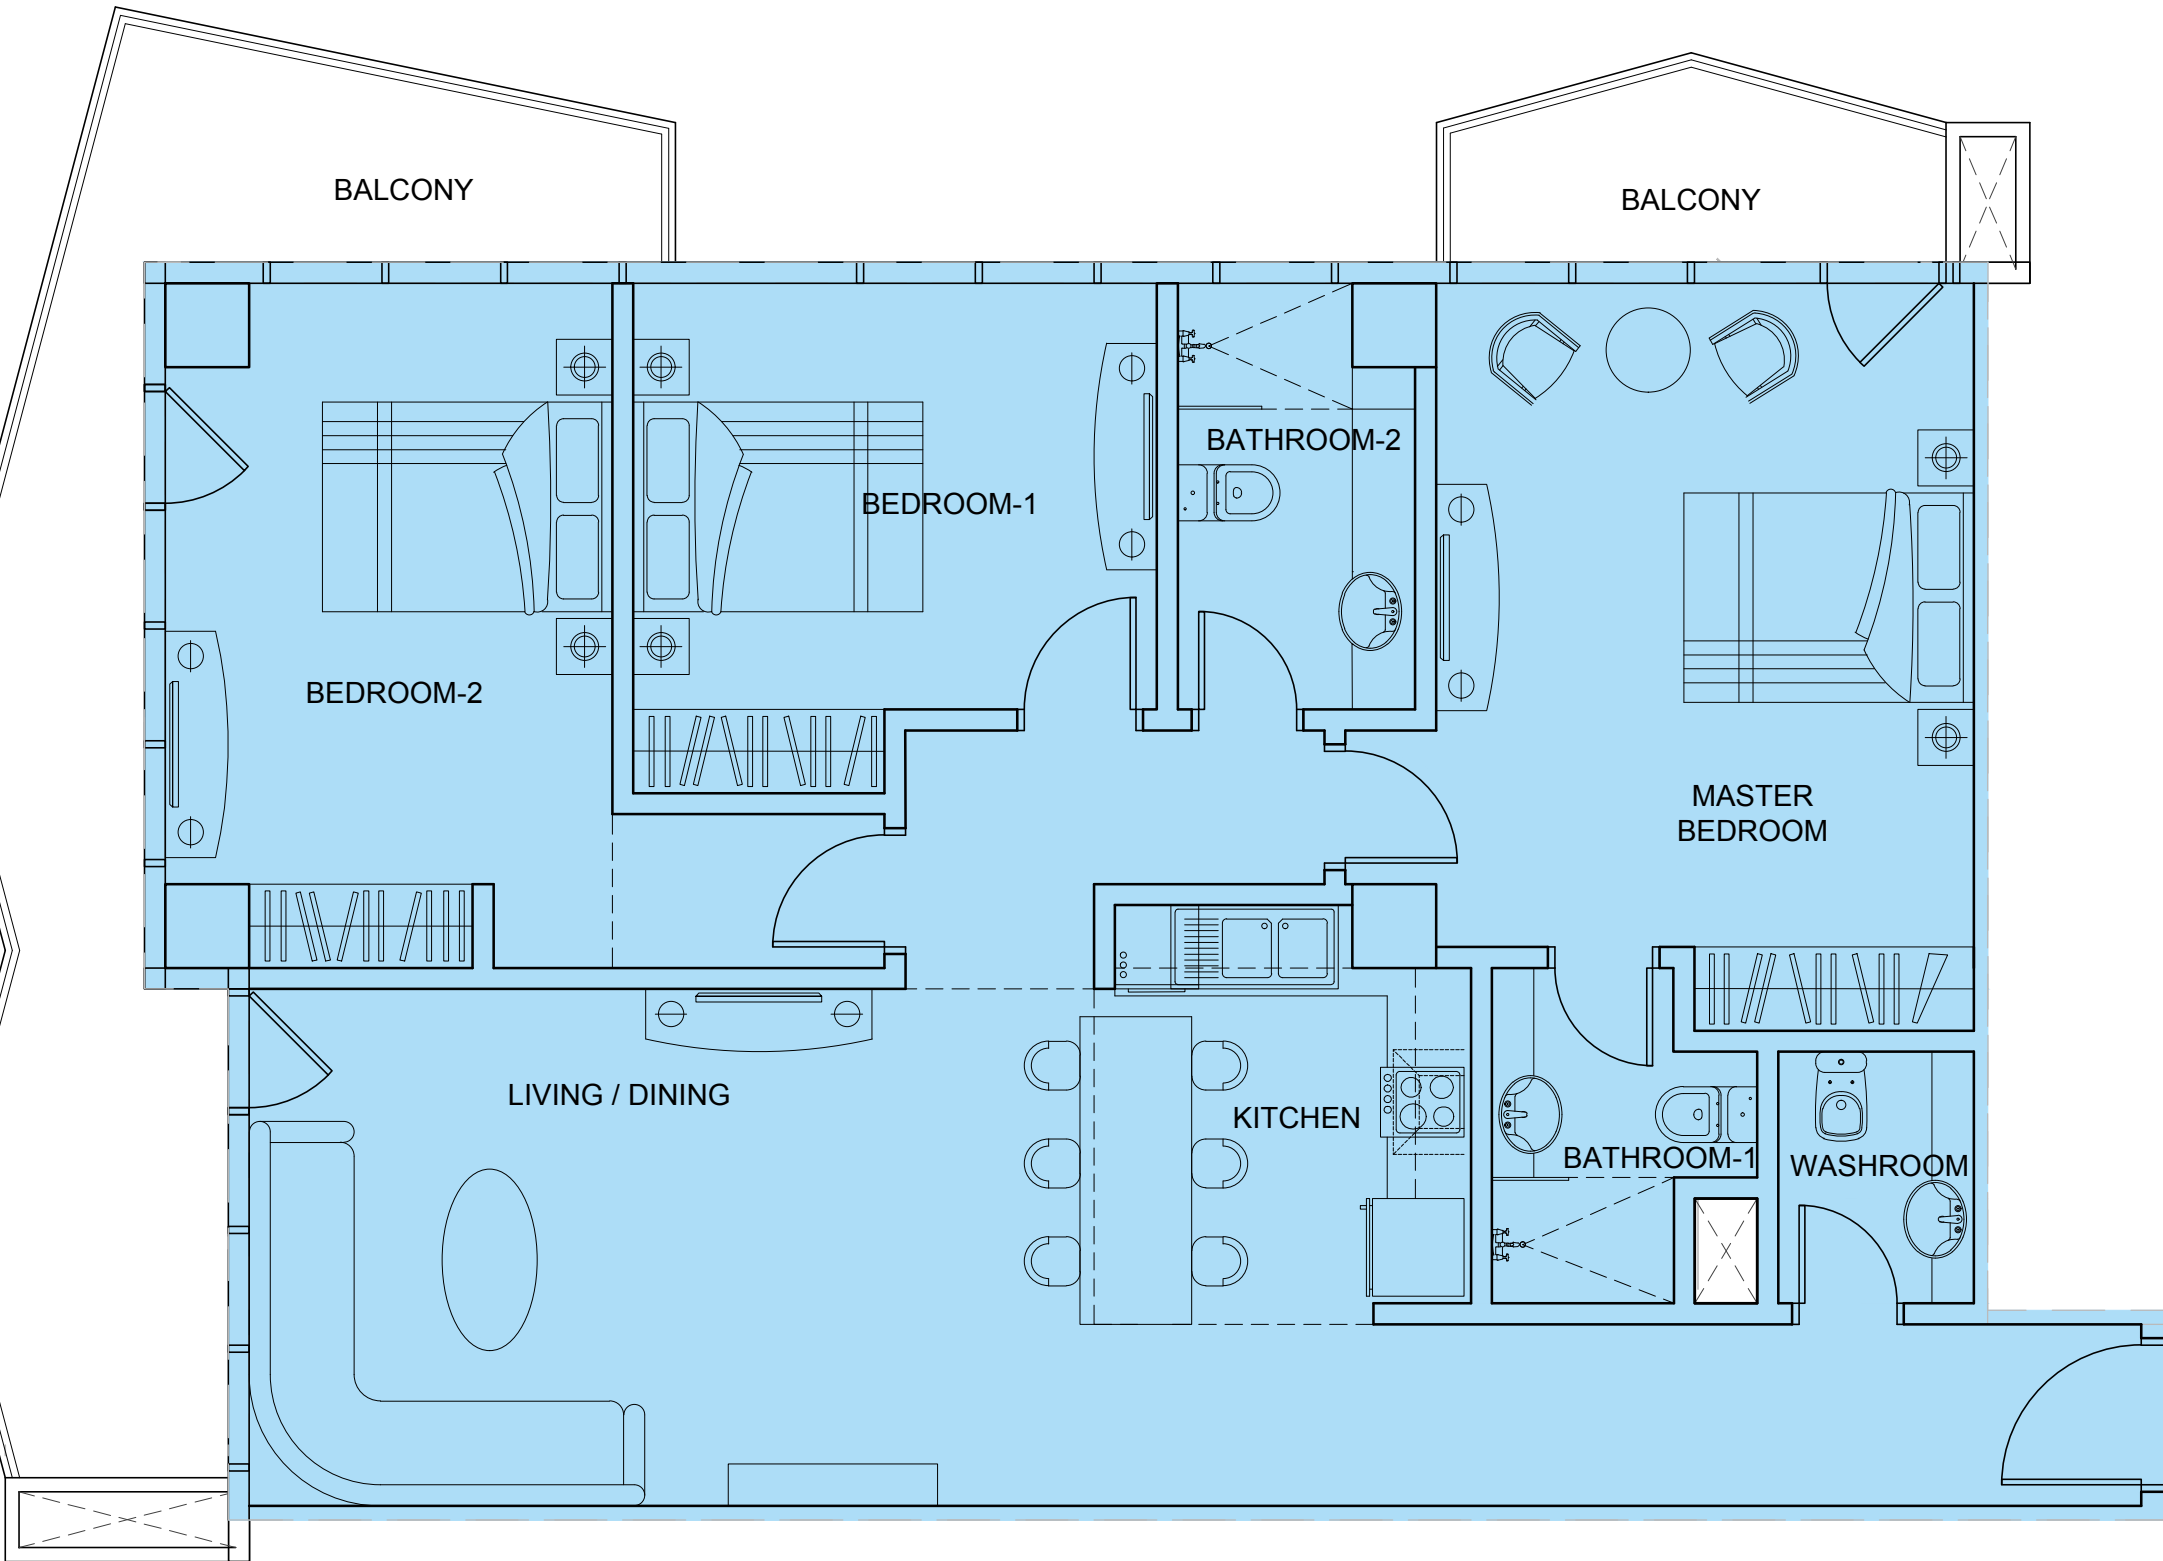 BALCONY
BALCONY
BATHROOM-2
BEDROOM-1
BEDROOM-2
MASTER
BEDROOM
LIVING / DINING
KITCHEN
BATHROOM-1
WASHROOM